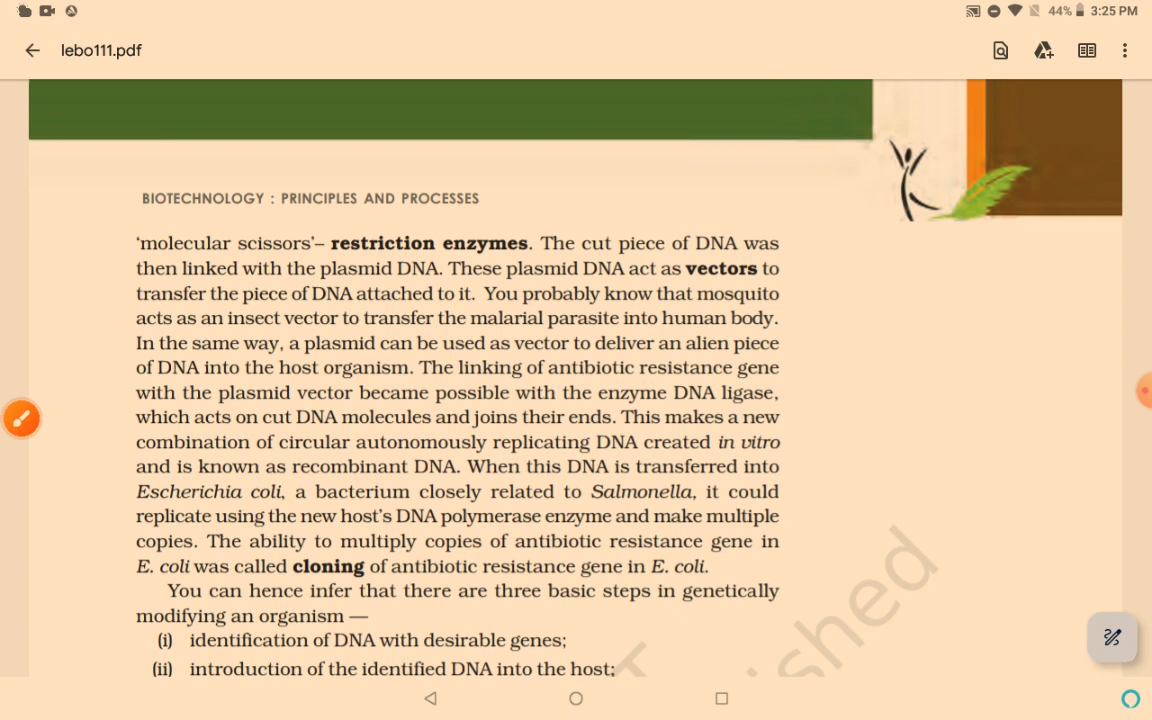 44% 3:25 PM
lebo111.pdf
BIOTECHNOLOGY : PRINCIPLES AND PROCESSES
‘molecular scissors’– restriction enzymes. The cut piece of DNA was
then linked with the plasmid DNA. These plasmid DNA act as vectors to
transfer the piece of DNA attached to it. You probably know that mosquito
acts as an insect vector to transfer the malarial parasite into human body.
In the same way, a plasmid can be used as vector to deliver an alien piece
of DNA into the host organism. The linking of antibiotic resistance gene
with the plasmid vector became possible with the enzyme DNA ligase,
which acts on cut DNA molecules and joins their ends. This makes a new
combination of circular autonomously replicating DNA created in vitro
and is known as recombinant DNA. When this DNA is transferred into
Escherichia coli, a bacterium closely related to Salmonella, it could
replicate using the new host’s DNA polymerase enzyme and make multiple
copies. The ability to multiply copies of antibiotic resistance gene in
E. coli was called cloning of antibiotic resistance gene in E. coli.
You can hence infer that there are three basic steps in genetically
modifying an organism —
(i) identification of DNA with desirable genes;
(ii) introduction of the identified DNA into the host;